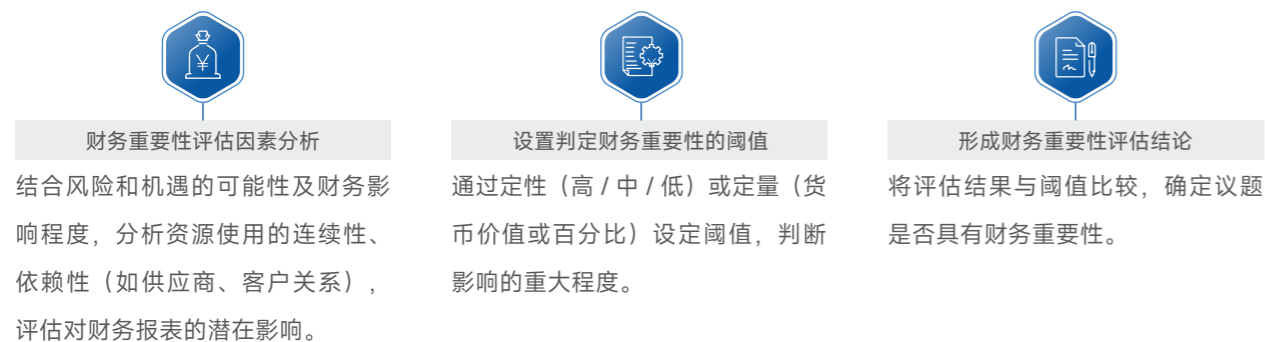 ¥
财务重要性评估因素分析
结合风险和机遇的可能性及财务影
响程度，分析资源使用的连续性、
依赖性（如供应商、客户关系），
评估对财务报表的潜在影响。
设置判定财务重要性的阈值
通过定性（高 / 中 / 低）或定量（货
币价值或百分比）设定阈值，判断
影响的重大程度。
形成财务重要性评估结论
将评估结果与阈值比较，确定议题
是否具有财务重要性。